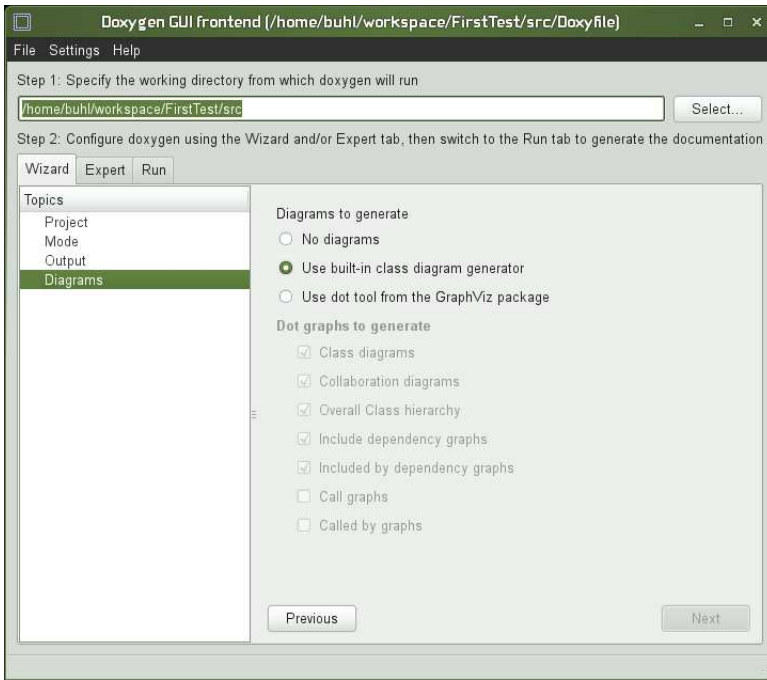 Doxygen GUI frontend (/home/buhl/workspace/FirstTest/src/Doxyfile)
File Settings Help
Step 1: Specify the working directory from which doxygen will run
/home/buhl/workspace/FirstTest/src
Select...
Step 2: Configure doxygen using the Wizard and/or Expert tab, then switch to the Run tab to generate the documentation
Wizard Expert Run
Topics
Project
Mode
Output
Diagrams
Diagrams to generate
No diagrams
Use built-in class diagram generator
Use dot tool from the GraphViz package
Dot graphs to generate
Class diagrams
Collaboration diagrams
Overall Class hierarchy
Include dependency graphs
Included by dependency graphs
Call graphs
Called by graphs
Previous
Next